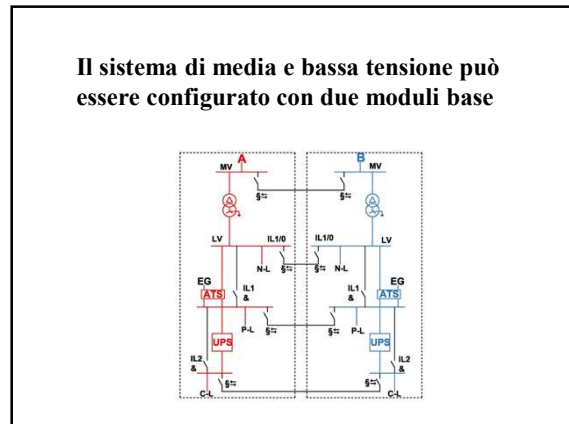 Il sistema di media e bassa tensione può
essere configurato con due moduli base
A
B
MV
MV
§⇆
§⇆
LV
IL1/0
IL1/0
LV
N-L
§⇆
§⇆
N-L
EG
IL1
&
IL1
&
EG
ATS
ATS
P-L
§⇆
§⇆
P-L
UPS
UPS
IL2
&
IL2
&
§⇆
§⇆
C-L
C-L